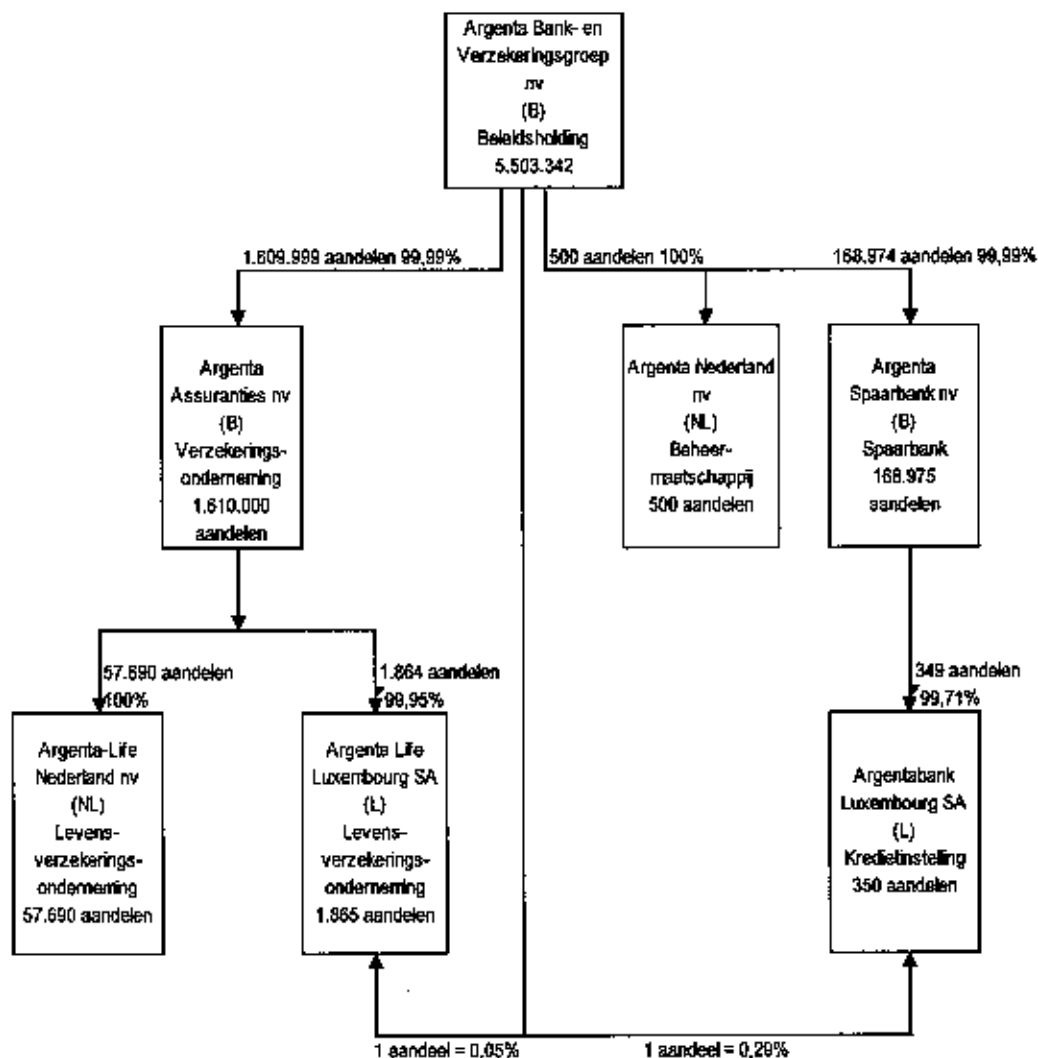 Argenta Bank- en
Verzekeringsgroep
nv
(B)
Beleidsholding
5.503.342
1.609.999 aandelen 99,99%
500 aandelen 100%
168.974 aandelen 99,99%
Argenta
Assuranties nv
(B)
Verzekerings-
onderneming
1.610.000
aandelen
Argenta Nederland
nv
(NL)
Beheer-
maatschappij
500 aandelen
Argenta
Spaarbank nv
(B)
Spaarbank
168.975
aandelen
57.690 aandelen
100%
1.864 aandelen
99,95%
349 aandelen
99,71%
Argenta-Life
Nederland nv
(NL)
Levens-
verzekerings-
onderneming
57.690 aandelen
Argenta Life
Luxembourg SA
(L)
Levens-
verzekerings-
onderneming
1.865 aandelen
Argentabank
Luxembourg SA
(L)
Kredietinstelling
350 aandelen
1 aandeel = 0,05%
1 aandeel = 0,29%